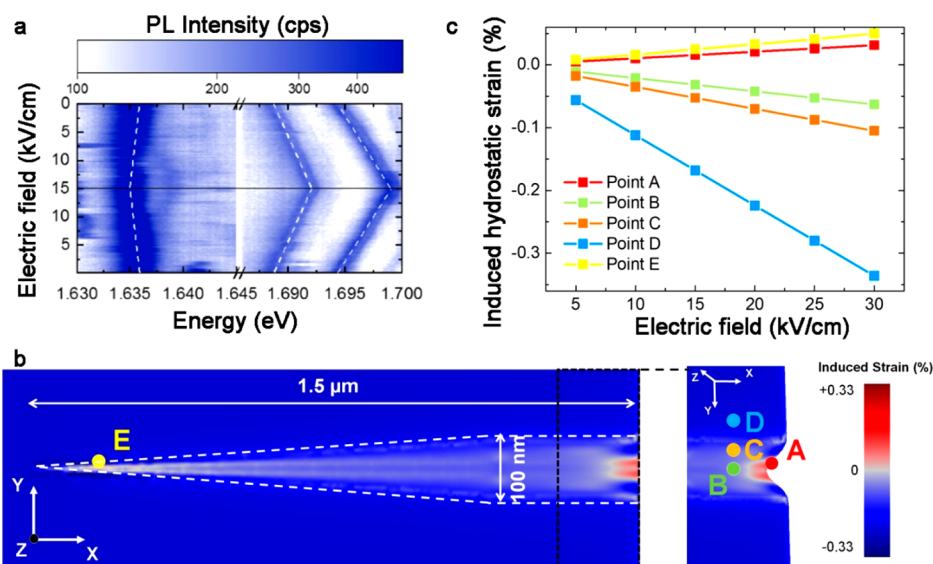 a
PL Intensity (cps)
100 200 300 400
Electric field (kV/cm)
0
5
10
15
10
5
1.630 1.635 1.640 1.645 1.690 1.695 1.700
Energy (eV)
c
Induced hydrostatic strain (%)
0.0
-0.1
-0.2
-0.3
Point A
Point B
Point C
Point D
Point E
5 10 15 20 25 30
Electric field (kV/cm)
b
1.5 µm
E
100 nm
Y
Z X
Z X
Y
D
C A
B
Induced Strain (%)
+0.33
0
-0.33